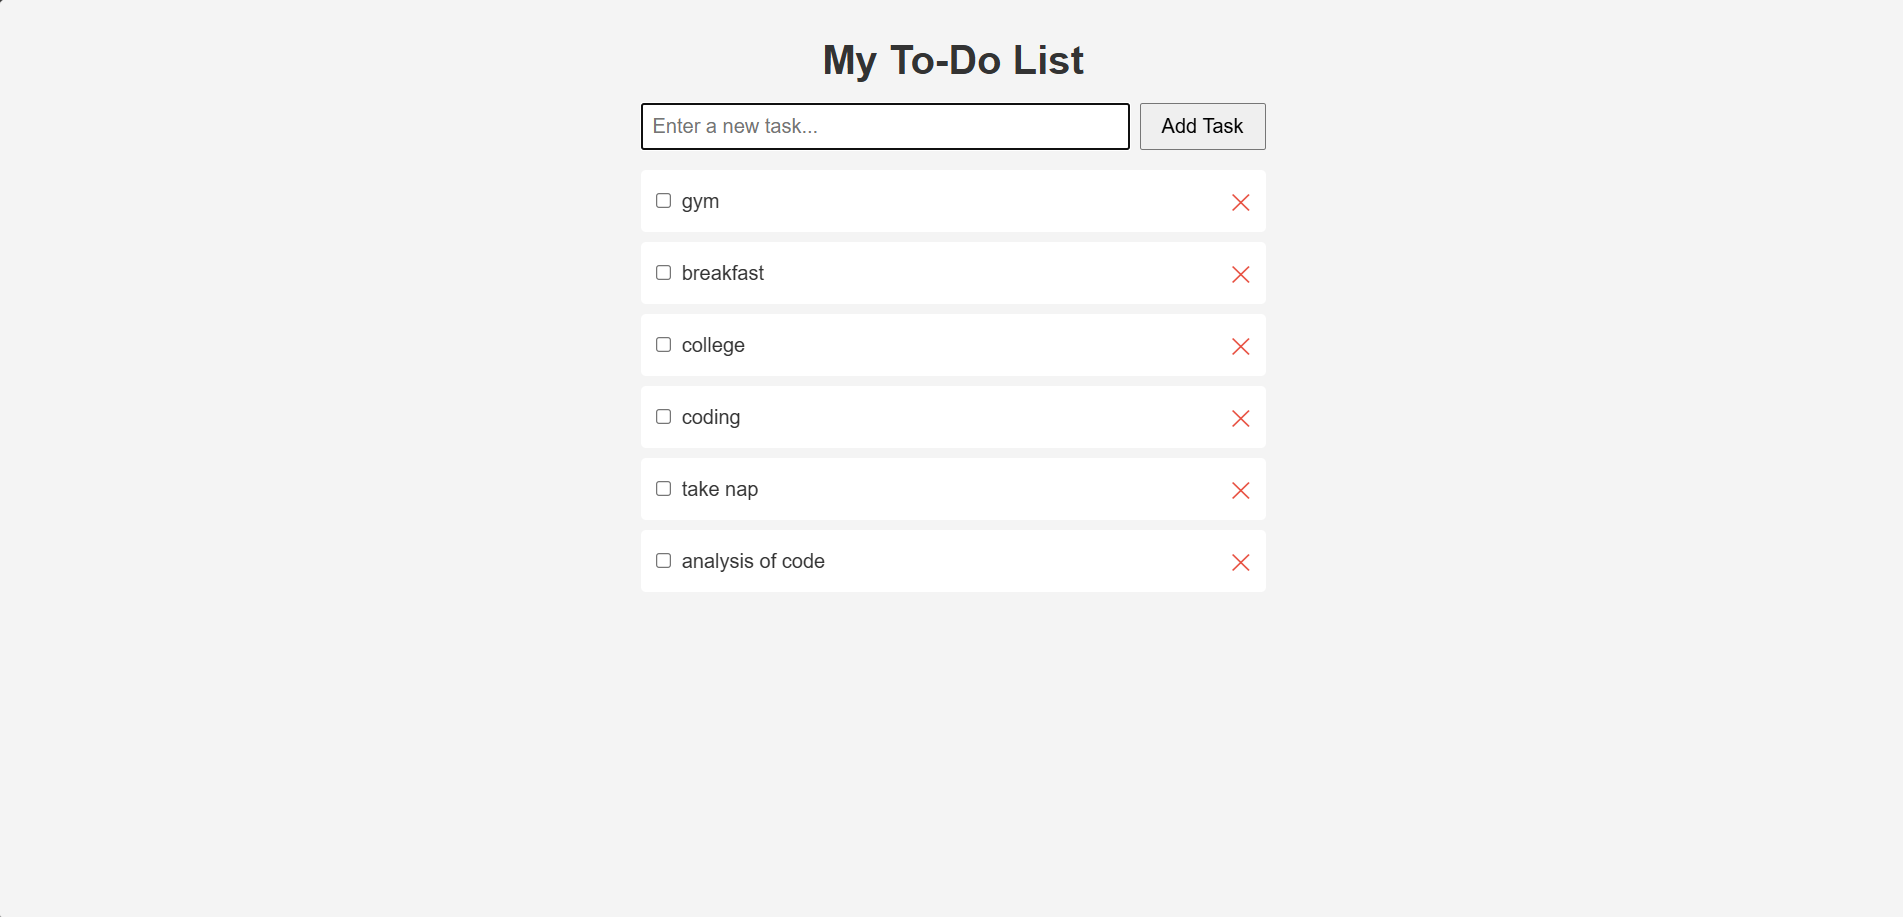 My To-Do List
Enter a new task...
Add Task
gym
breakfast
college
coding
take nap
analysis of code